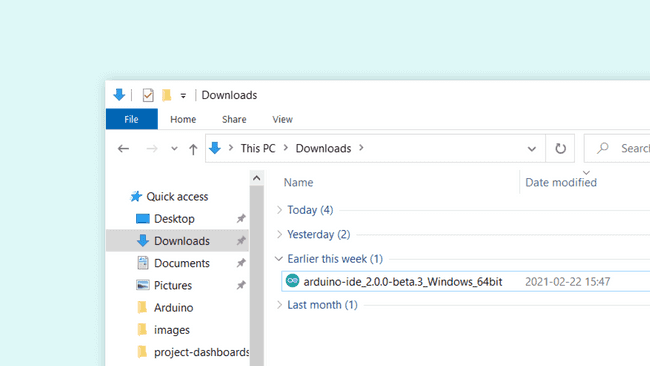 Downloads
File Home Share View
This PC Downloads Search
Name Date modified
Quick access
Desktop
Downloads
Documents
Pictures
Arduino
images
project-dashboards
Today (4)
Yesterday (2)
Earlier this week (1)
arduino-ide_2.0.0-beta.3_Windows_64bit 2021-02-22 15:47
Last month (1)